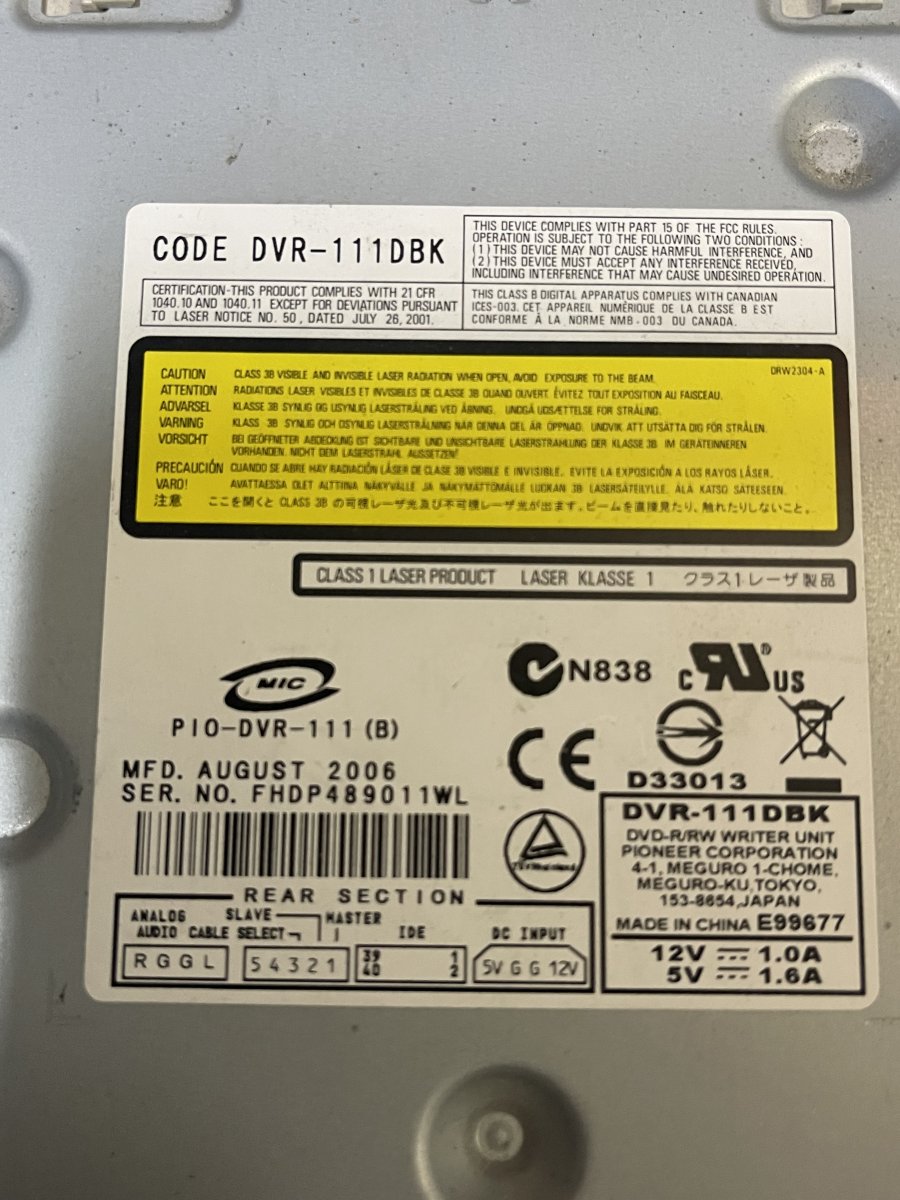 CODE DVR-111DBK
THIS DEVICE COMPLIES WITH PART 15 OF THE FCC RULES.
OPERATION IS SUBJECT TO THE FOLLOWING TWO CONDITIONS :
(1) THIS DEVICE MAY NOT CAUSE HARMFUL INTERFERENCE, AND
(2) THIS DEVICE MUST ACCEPT ANY INTERFERENCE RECEIVED,
INCLUDING INTERFERENCE THAT MAY CAUSE UNDESIRED OPERATION.
CERTIFICATION-THIS PRODUCT COMPLIES WITH 21 CFR
1040.10 AND 1040.11 EXCEPT FOR DEVIATIONS PURSUANT
TO LASER NOTICE NO. 50, DATED JULY 26, 2001.
THIS CLASS B DIGITAL APPARATUS COMPLIES WITH CANADIAN
ICES-003. CET APPAREIL NUMÉRIQUE DE LA CLASSE B EST
CONFORME À LA NORME NMB-003 DU CANADA.
DRW2304-A
CAUTION CLASS 3B VISIBLE AND INVISIBLE LASER RADIATION WHEN OPEN, AVOID EXPOSURE TO THE BEAM.
ATTENTION RADIATIONS LASER VISIBLES ET INVISIBLES DE CLASSE 3B QUAND OUVERT. ÉVITEZ TOUT EXPOSITION AU FAISCEAU.
ADVARSEL KLASSE 3B SYNLIG OG USYNLIG LASERSTRÅLING VED ÅBNING. UNDGÅ UDSÆTTELSE FOR STRÅLING.
VARNING KLASS 3B SYNLIG OCH OSYNLIG LASERSTRÅLNING NÄR DENNA DEL ÄR ÖPPNAD. UNDVIK ATT UTSÄTTA DIG FÖR STRÅLEN.
VORSICHT BEI GEÖFFNETER ABDECKUNG IST SICHTBARE UND UNSICHTBARE LASERSTRAHLUNG DER KLASSE 3B IM GERÄTEINNEREN
VORHANDEN. NICHT DEM LASERSTRAHL AUSSETZEN!
PRECAUCIÓN CUANDO SE ABRE HAY RADIACIÓN LÁSER DE CLASE 3B VISIBLE E INVISIBLE. EVITE LA EXPOSICIÓN A LOS RAYOS LÁSER.
VARO! AVATTAESSA OLET ALTTIINA NÄKYVÄLLE JA NÄKYMÄTTÖMÄLLE LUOKAN 3B LASERSÄTEILYLLE. ÄLÄ KATSO SÄTEESEEN.
注意 ここを開くと CLASS 3B の可視レーザ光及び不可視レーザ光が出ます。ビームを直接見たり、触れたりしないこと。
CLASS 1 LASER PRODUCT LASER KLASSE 1 クラス1レーザ製品
MIC
PIO-DVR-111 (B)
N838
C RU ® US
CE
D33013
MFD. AUGUST 2006
SER. NO. FHDP489011WL
DVR-111DBK
DVD-R/RW WRITER UNIT
PIONEER CORPORATION
4-1, MEGURO 1-CHOME,
MEGURO-KU,TOKYO,
153-8654,JAPAN
MADE IN CHINA E99677
12V ⎓ 1.0A
5V ⎓ 1.6A
REAR SECTION
ANALOG AUDIO
SLAVE
CABLE SELECT
MASTER
IDE
DC INPUT
R G G L
5 4 3 2 1
39 1
40 2
5V G G 12V